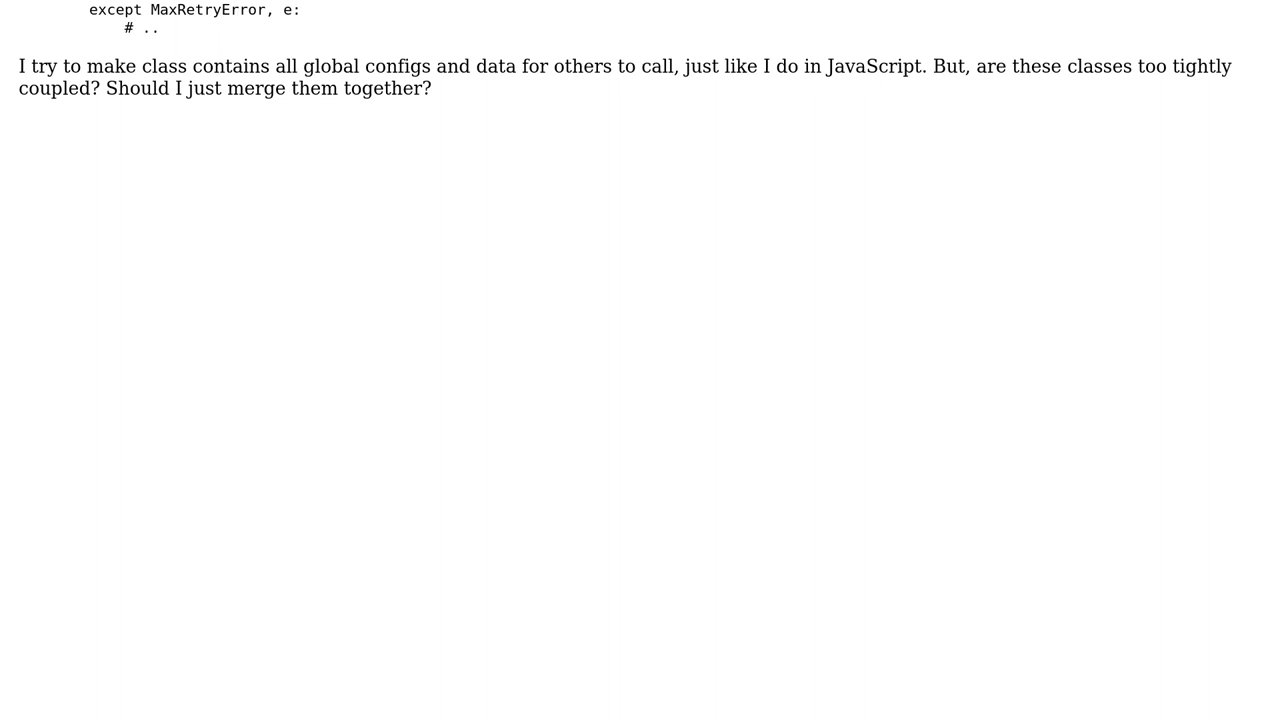 except MaxRetryError, e:
# ..
I try to make class contains all global configs and data for others to call, just like I do in JavaScript. But, are these classes too tightly
coupled? Should I just merge them together?